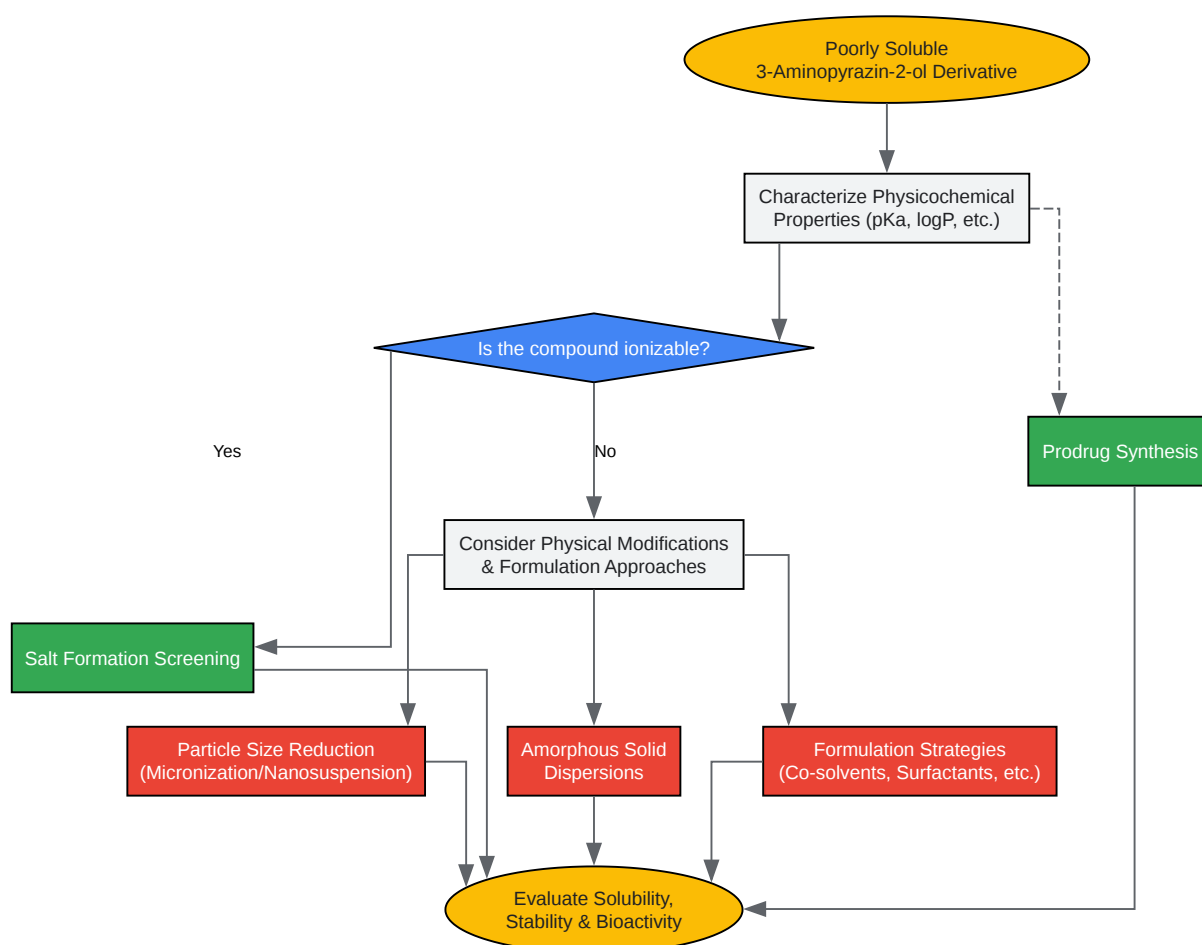 Poorly Soluble
3-Aminopyrazin-2-ol Derivative
Characterize Physicochemical
Properties (pKa, logP, etc.)
Is the compound ionizable?
Yes
No
Prodrug Synthesis
Consider Physical Modifications
& Formulation Approaches
Salt Formation Screening
Particle Size Reduction
(Micronization/Nanosuspension)
Amorphous Solid
Dispersions
Formulation Strategies
(Co-solvents, Surfactants, etc.)
Evaluate Solubility,
Stability & Bioactivity